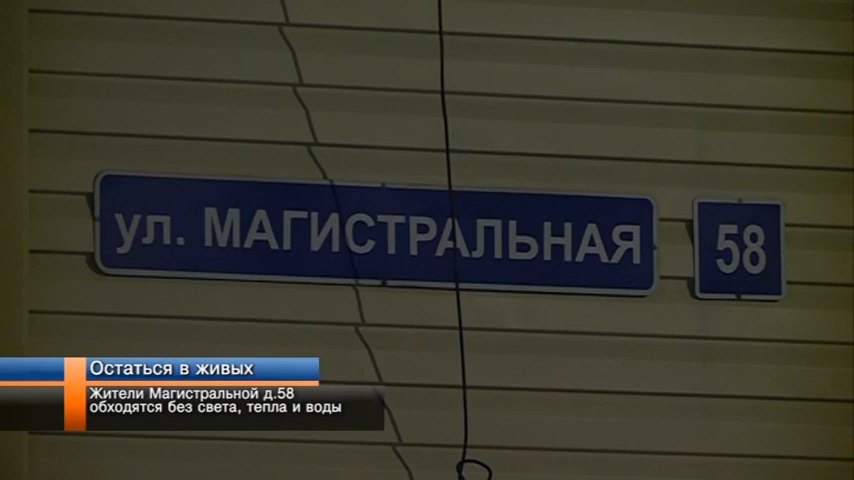 ул. МАГИСТРАЛЬНАЯ
58
Остаться в живых
Жители Магистральной д.58
обходятся без света, тепла и воды